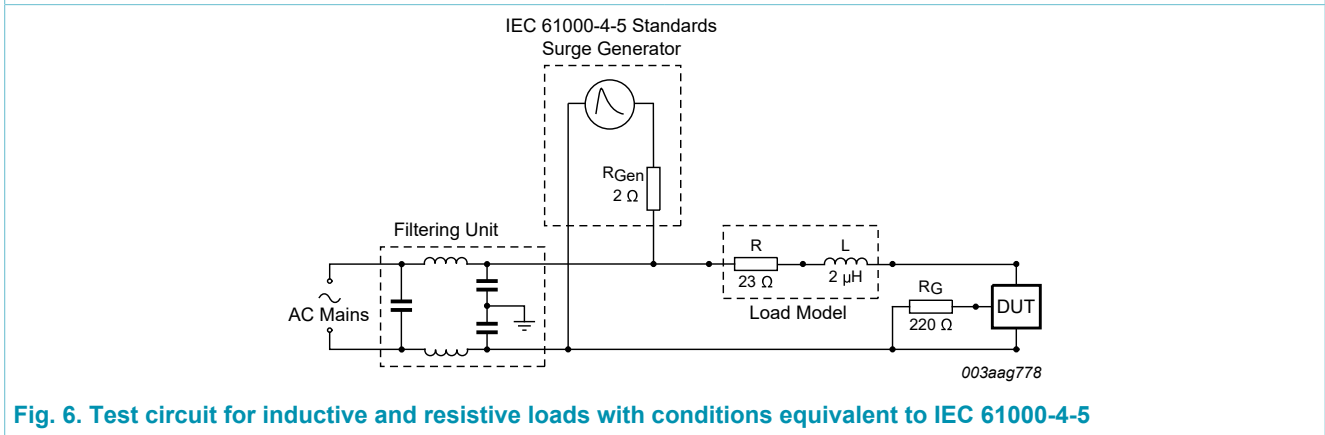 IEC 61000-4-5 Standards
Surge Generator
RGen
2 Ω
Filtering Unit
AC Mains
R
23 Ω
L
2 μH
Load Model
RG
220 Ω
DUT
003aag778
Fig. 6. Test circuit for inductive and resistive loads with conditions equivalent to IEC 61000-4-5